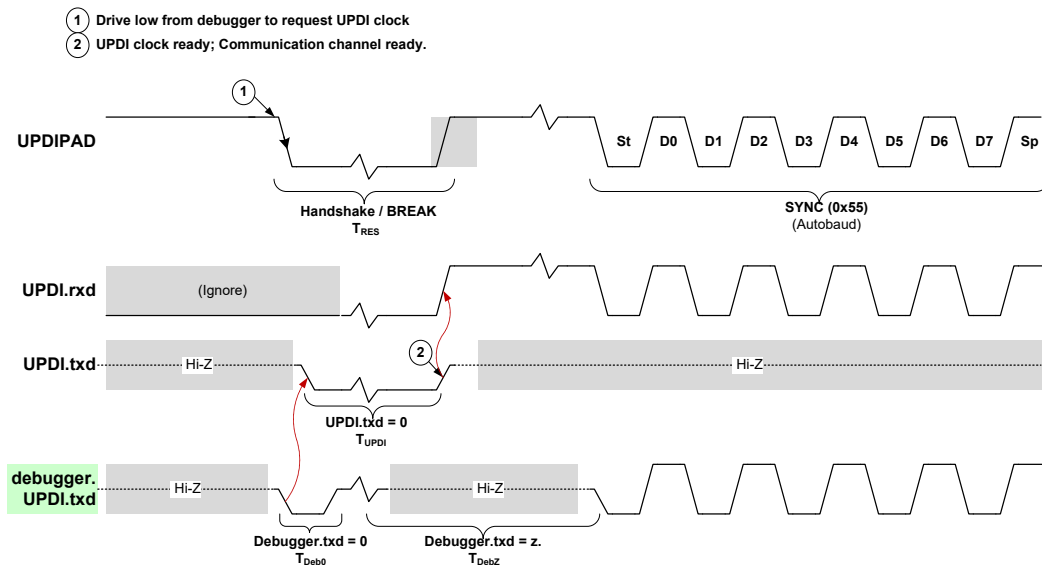 1 Drive low from debugger to request UPDI clock
2 UPDI clock ready; Communication channel ready.
1
UPDIPAD
St D0 D1 D2 D3 D4 D5 D6 D7 Sp
Handshake / BREAK
TRES
SYNC (0x55)
(Autobaud)
UPDI.rxd
(Ignore)
UPDI.txd
Hi-Z
2
Hi-Z
UPDI.txd = 0
TUPDI
debugger.
UPDI.txd
Hi-Z
Hi-Z
Debugger.txd = 0
TDeb0
Debugger.txd = z.
TDebZ